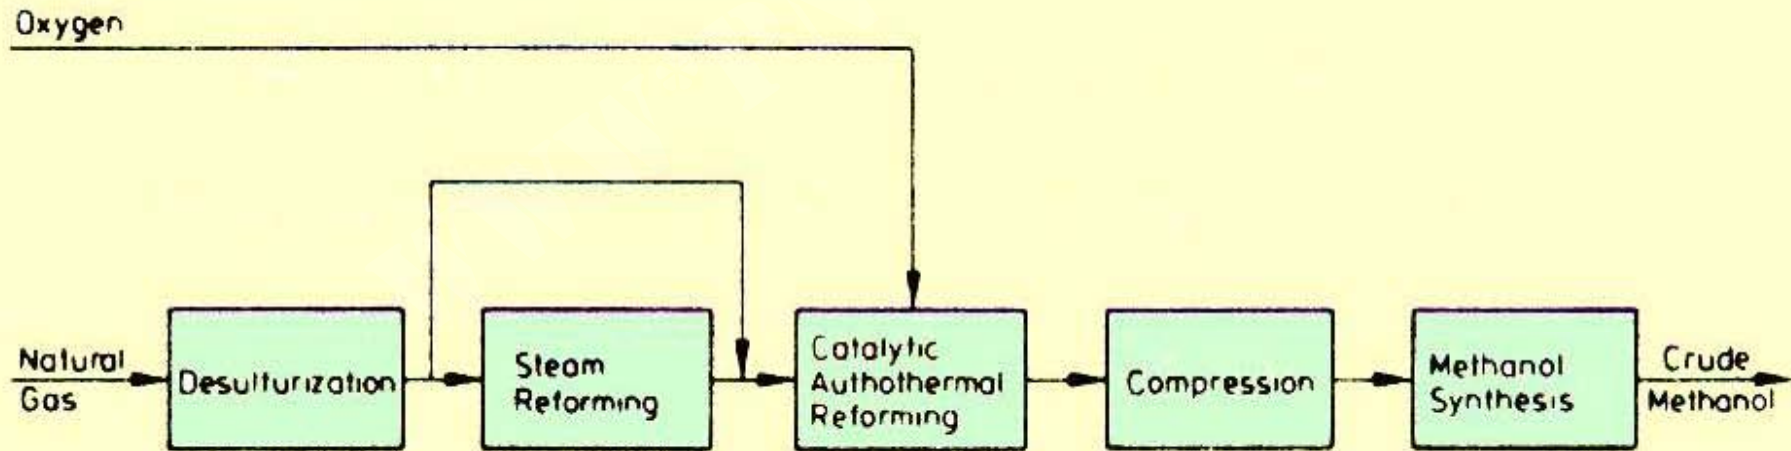 Oxygen
Natural
Gas
Desulfurization
Steam
Reforming
Catalytic
Authothermal
Reforming
Compression
Methanol
Synthesis
Crude
Methanol